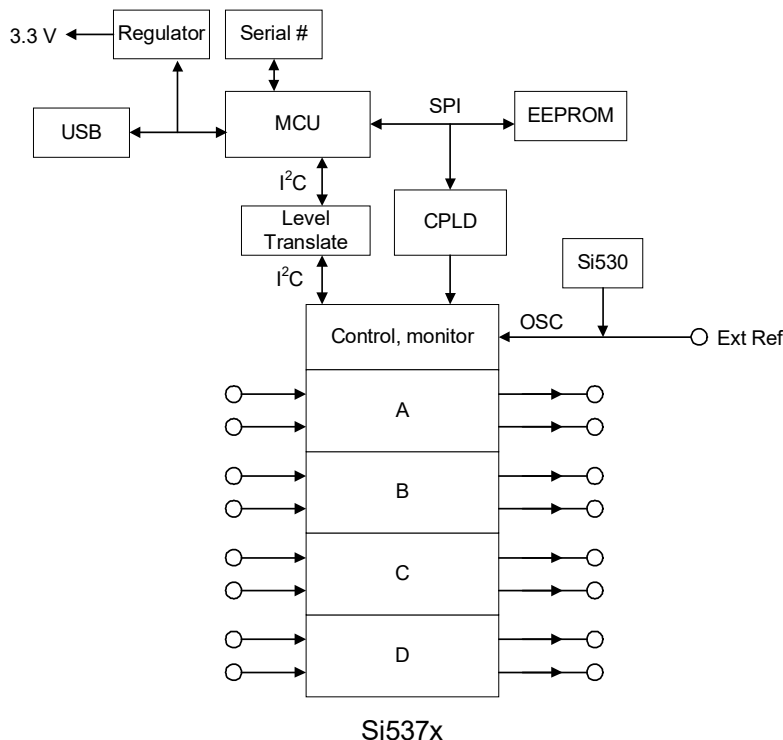 3.3 V
Regulator
Serial #
USB
MCU
SPI
EEPROM
I²C
Level
Translate
CPLD
I²C
Si530
Control, monitor
OSC
Ext Ref
A
B
C
D
Si537x